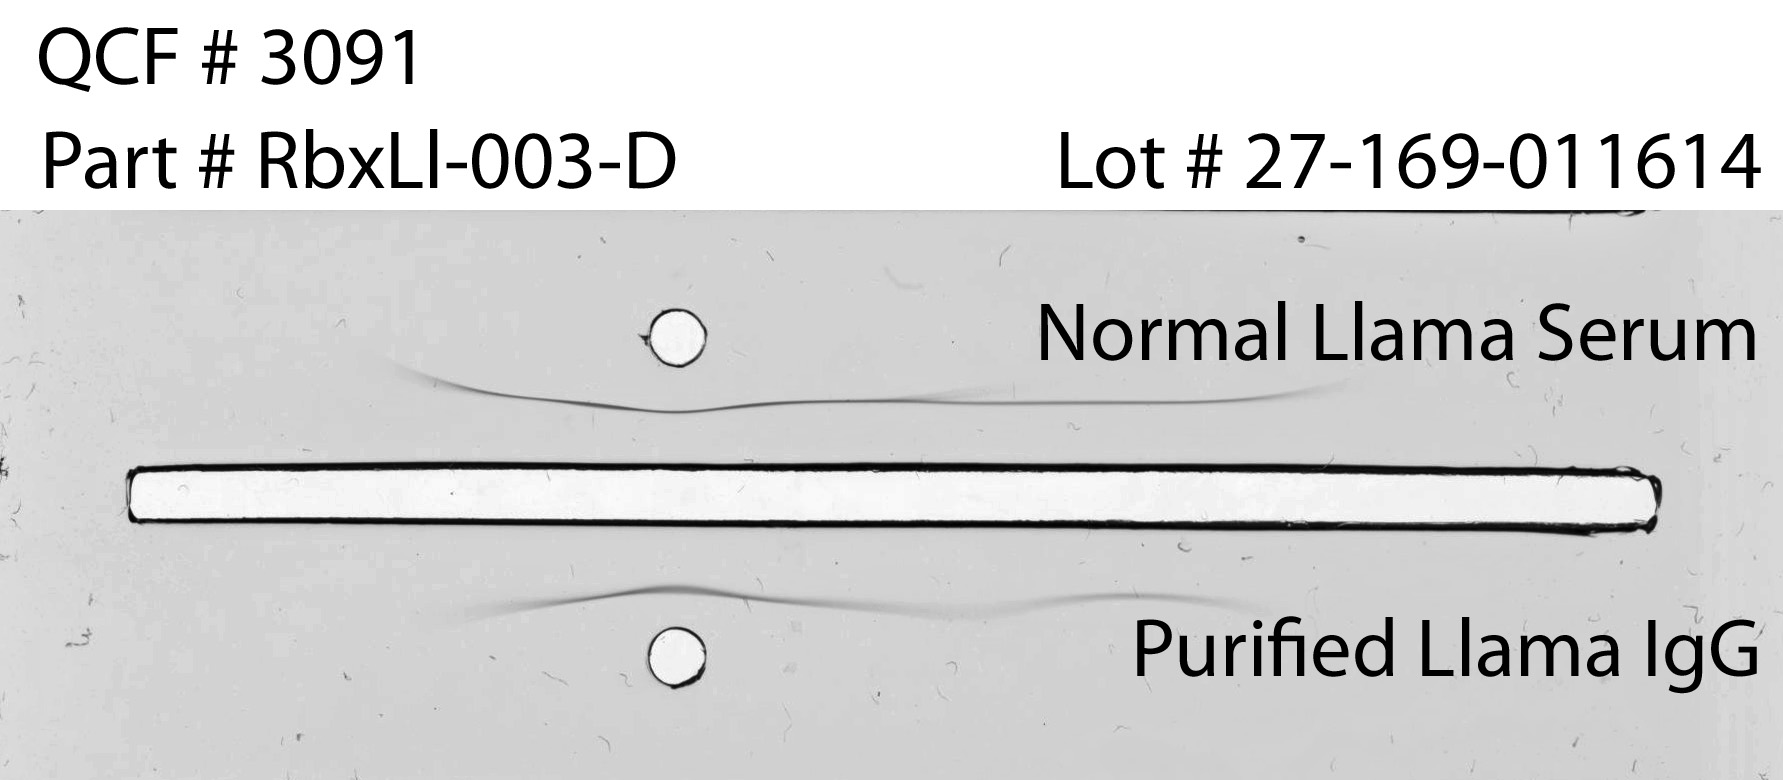 QCF # 3091
Part # RbxLl-003-D Lot # 27-169-011614
Normal Llama Serum
Purified Llama IgG